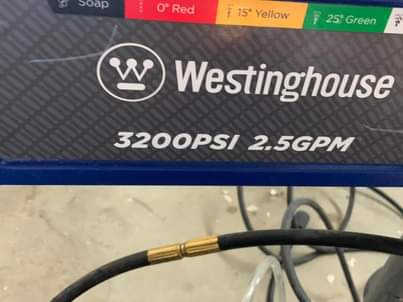 Soap 0° Red 15° Yellow 25° Green
Westinghouse
3200PSI 2.5GPM